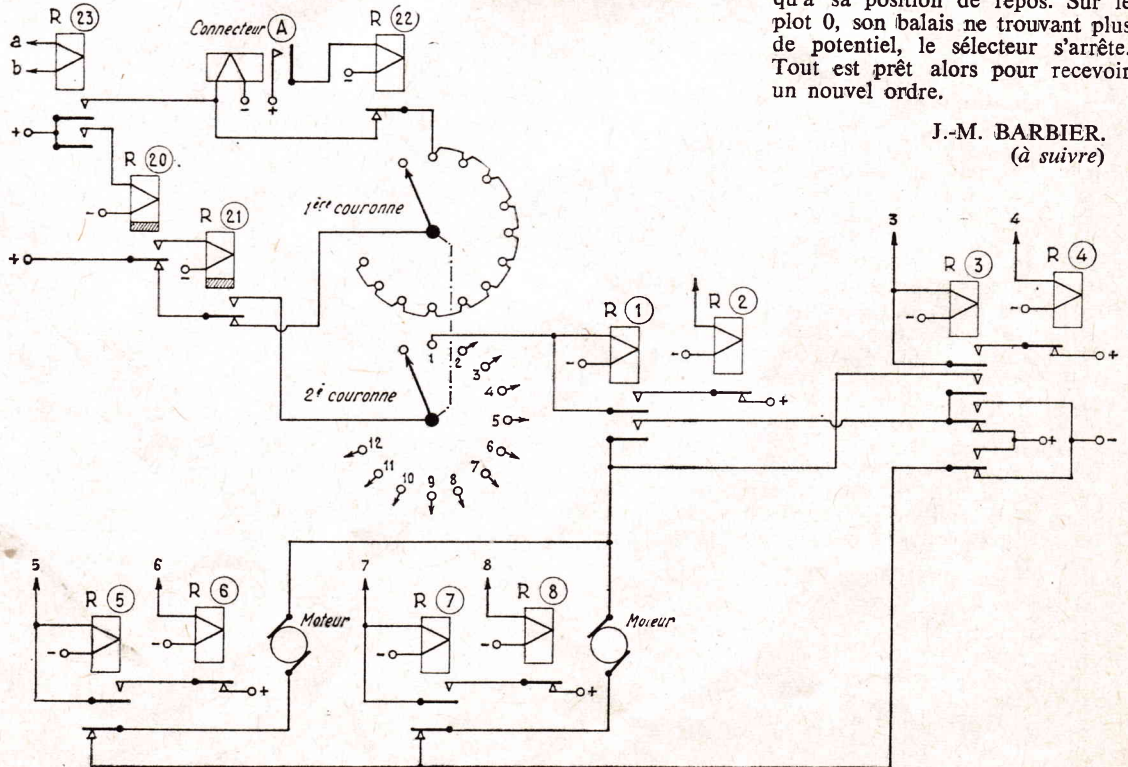 qu'à sa position de repos. Sur le
plot 0, son balais ne trouvant plus
de potentiel, le sélecteur s'arrête.
Tout est prêt alors pour recevoir
un nouvel ordre.
J.-M. BARBIER.
(à suivre)
R 23
a
b
Connecteur A
R 22
- +
-
+
R 20
-
R 21
-
+
1ère couronne
2e couronne
1
2
3
4
5
6
7
8
9
10
11
12
R 1
-
R 2
-
+
3
R 3
-
4
R 4
-
+
+ -
5
R 5
-
6
R 6
-
+
Moteur
7
R 7
-
8
R 8
-
+
Moteur